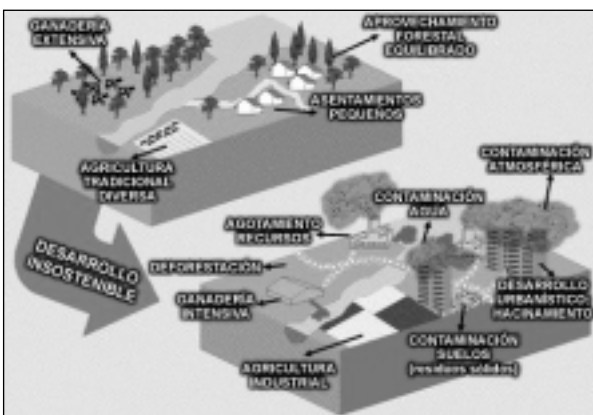 GANADERÍA
EXTENSIVA
APROVECHAMIENTO
FORESTAL
EQUILIBRADO
ASENTAMIENTOS
PEQUEÑOS
AGRICULTURA
TRADICIONAL
DIVERSA
DESARROLLO
INSOSTENIBLE
CONTAMINACIÓN
ATMOSFÉRICA
CONTAMINACIÓN
AGUA
AGOTAMIENTO
RECURSOS
DEFORESTACIÓN
GANADERÍA
INTENSIVA
DESARROLLO
URBANÍSTICO:
HACINAMIENTO
CONTAMINACIÓN
SUELOS
(residuos sólidos)
AGRICULTURA
INDUSTRIAL